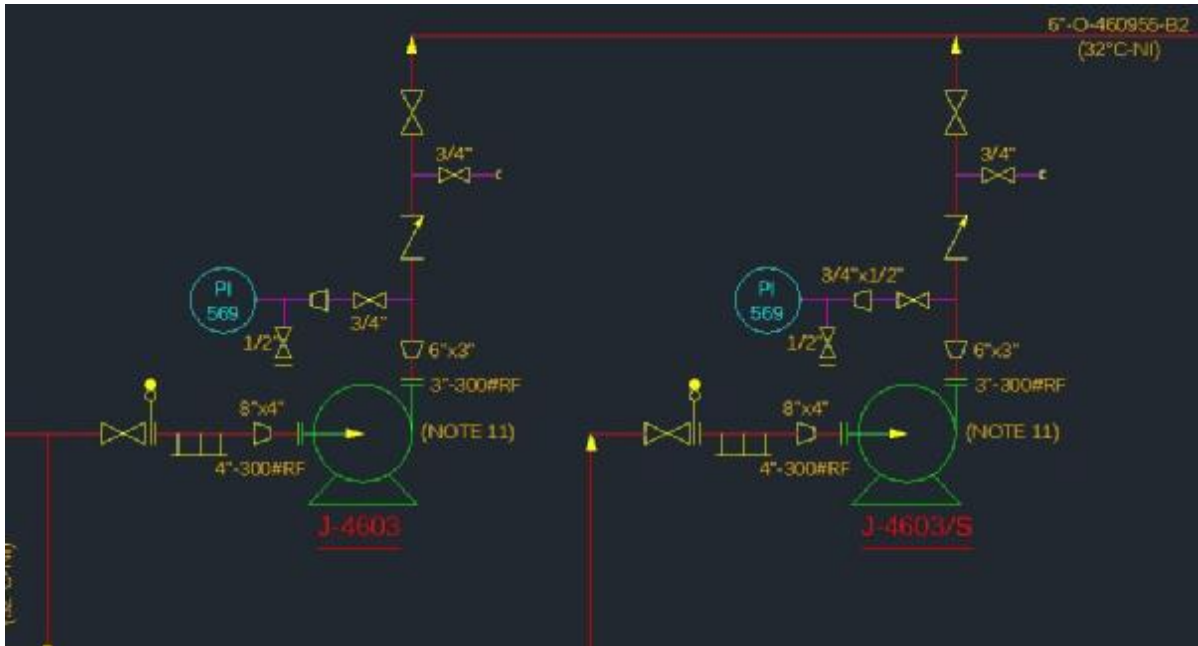 6"-O-460955-B2
(32°C-NI)
3/4"
3/4"
PI
569
3/4"
1/2"
6"x3"
3"-300#RF
8"x4"
(NOTE 11)
4"-300#RF
J-4603
PI
569
3/4"x1/2"
1/2"
6"x3"
3"-300#RF
8"x4"
(NOTE 11)
4"-300#RF
J-4603/S